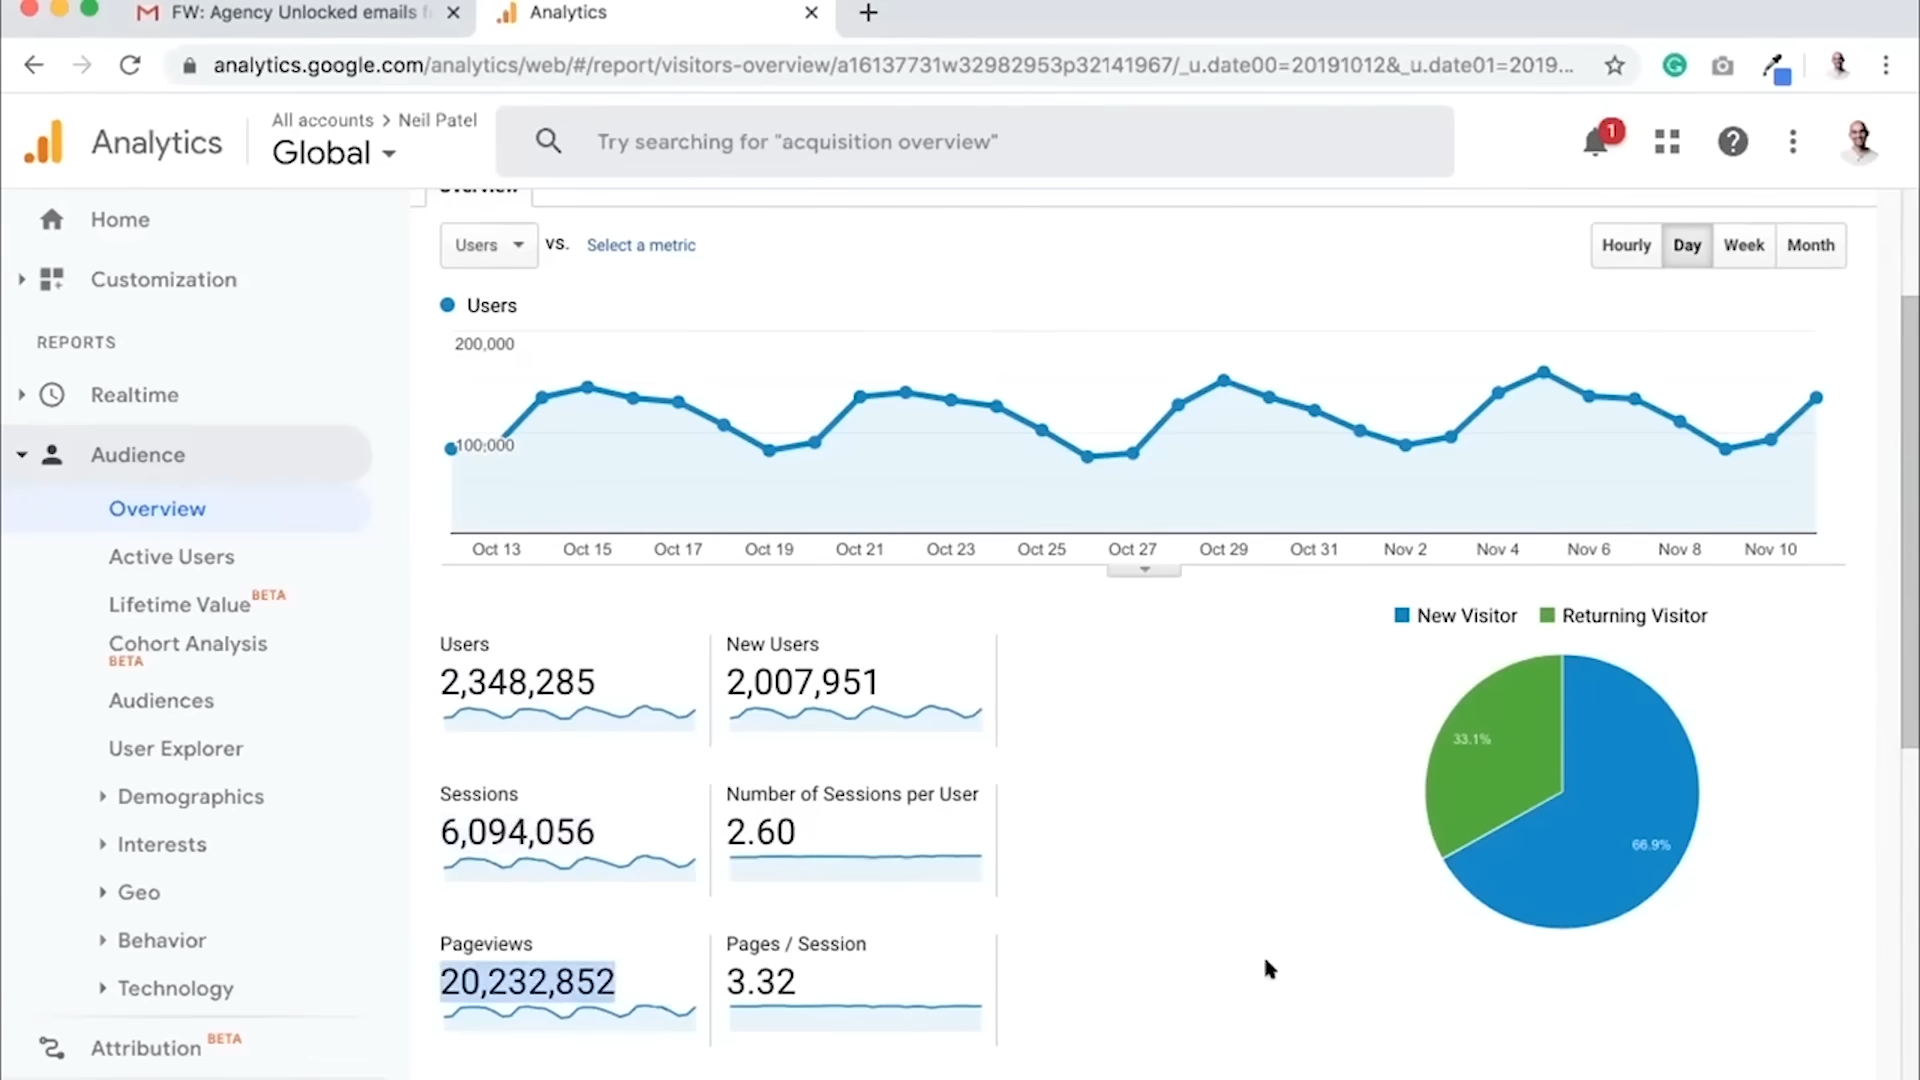 FW: Agency Unlocked emails
Analytics
analytics.google.com/analytics/web/#/report/visitors-overview/a16137731w32982953p32141967/_u.date00=20191012&_u.date01=2019...
Analytics
All accounts > Neil Patel
Global
Try searching for "acquisition overview"
1
Home
Customization
REPORTS
Realtime
Audience
Overview
Active Users
Lifetime Value BETA
Cohort Analysis
BETA
Audiences
User Explorer
Demographics
Interests
Geo
Behavior
Technology
Attribution BETA
Overview
Users VS. Select a metric
Hourly Day Week Month
Users
200,000
100,000
Oct 13 Oct 15 Oct 17 Oct 19 Oct 21 Oct 23 Oct 25 Oct 27 Oct 29 Oct 31 Nov 2 Nov 4 Nov 6 Nov 8 Nov 10
New Visitor Returning Visitor
Users
2,348,285
New Users
2,007,951
Sessions
6,094,056
Number of Sessions per User
2.60
Pageviews
20,232,852
Pages / Session
3.32
33.1%
66.9%